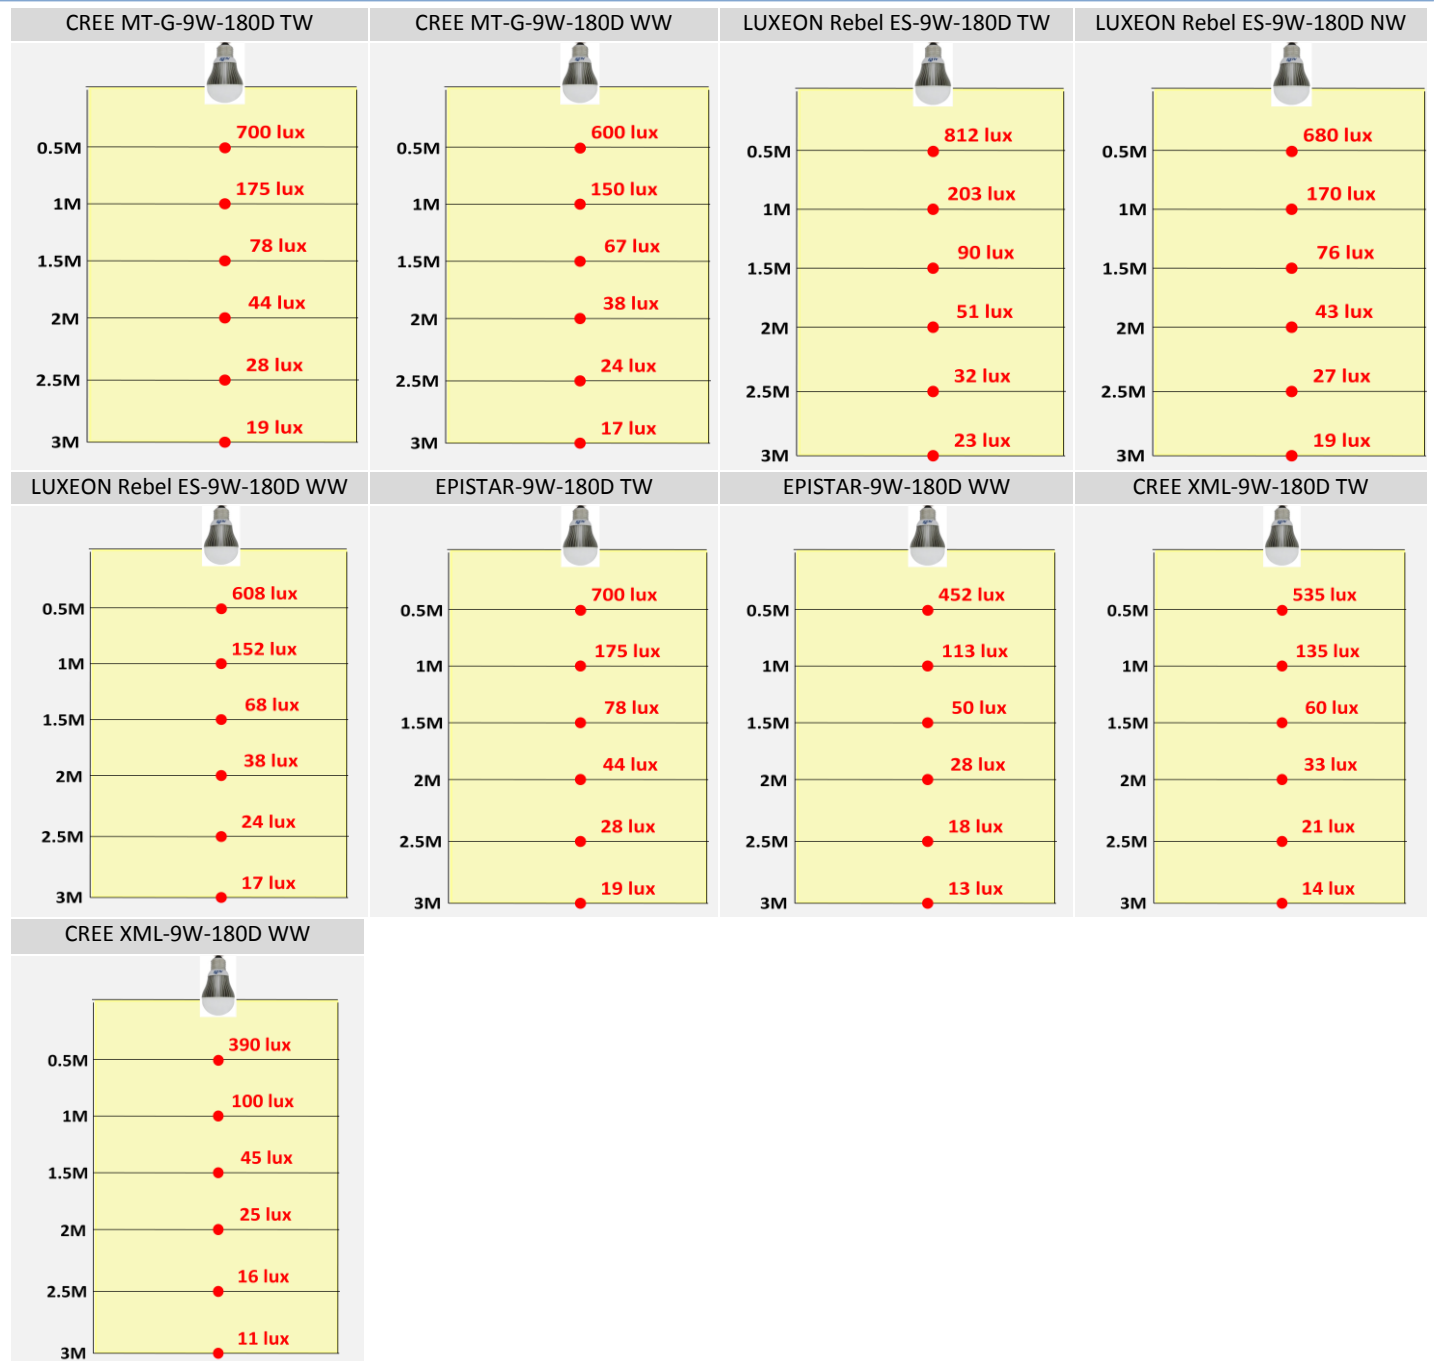 CREE MT-G-9W-180D TW
0.5M 700 lux
1M 175 lux
1.5M 78 lux
2M 44 lux
2.5M 28 lux
3M 19 lux
CREE MT-G-9W-180D WW
0.5M 600 lux
1M 150 lux
1.5M 67 lux
2M 38 lux
2.5M 24 lux
3M 17 lux
LUXEON Rebel ES-9W-180D TW
0.5M 812 lux
1M 203 lux
1.5M 90 lux
2M 51 lux
2.5M 32 lux
3M 23 lux
LUXEON Rebel ES-9W-180D NW
0.5M 680 lux
1M 170 lux
1.5M 76 lux
2M 43 lux
2.5M 27 lux
3M 19 lux
LUXEON Rebel ES-9W-180D WW
0.5M 608 lux
1M 152 lux
1.5M 68 lux
2M 38 lux
2.5M 24 lux
3M 17 lux
EPISTAR-9W-180D TW
0.5M 700 lux
1M 175 lux
1.5M 78 lux
2M 44 lux
2.5M 28 lux
3M 19 lux
EPISTAR-9W-180D WW
0.5M 452 lux
1M 113 lux
1.5M 50 lux
2M 28 lux
2.5M 18 lux
3M 13 lux
CREE XML-9W-180D TW
0.5M 535 lux
1M 135 lux
1.5M 60 lux
2M 33 lux
2.5M 21 lux
3M 14 lux
CREE XML-9W-180D WW
0.5M 390 lux
1M 100 lux
1.5M 45 lux
2M 25 lux
2.5M 16 lux
3M 11 lux